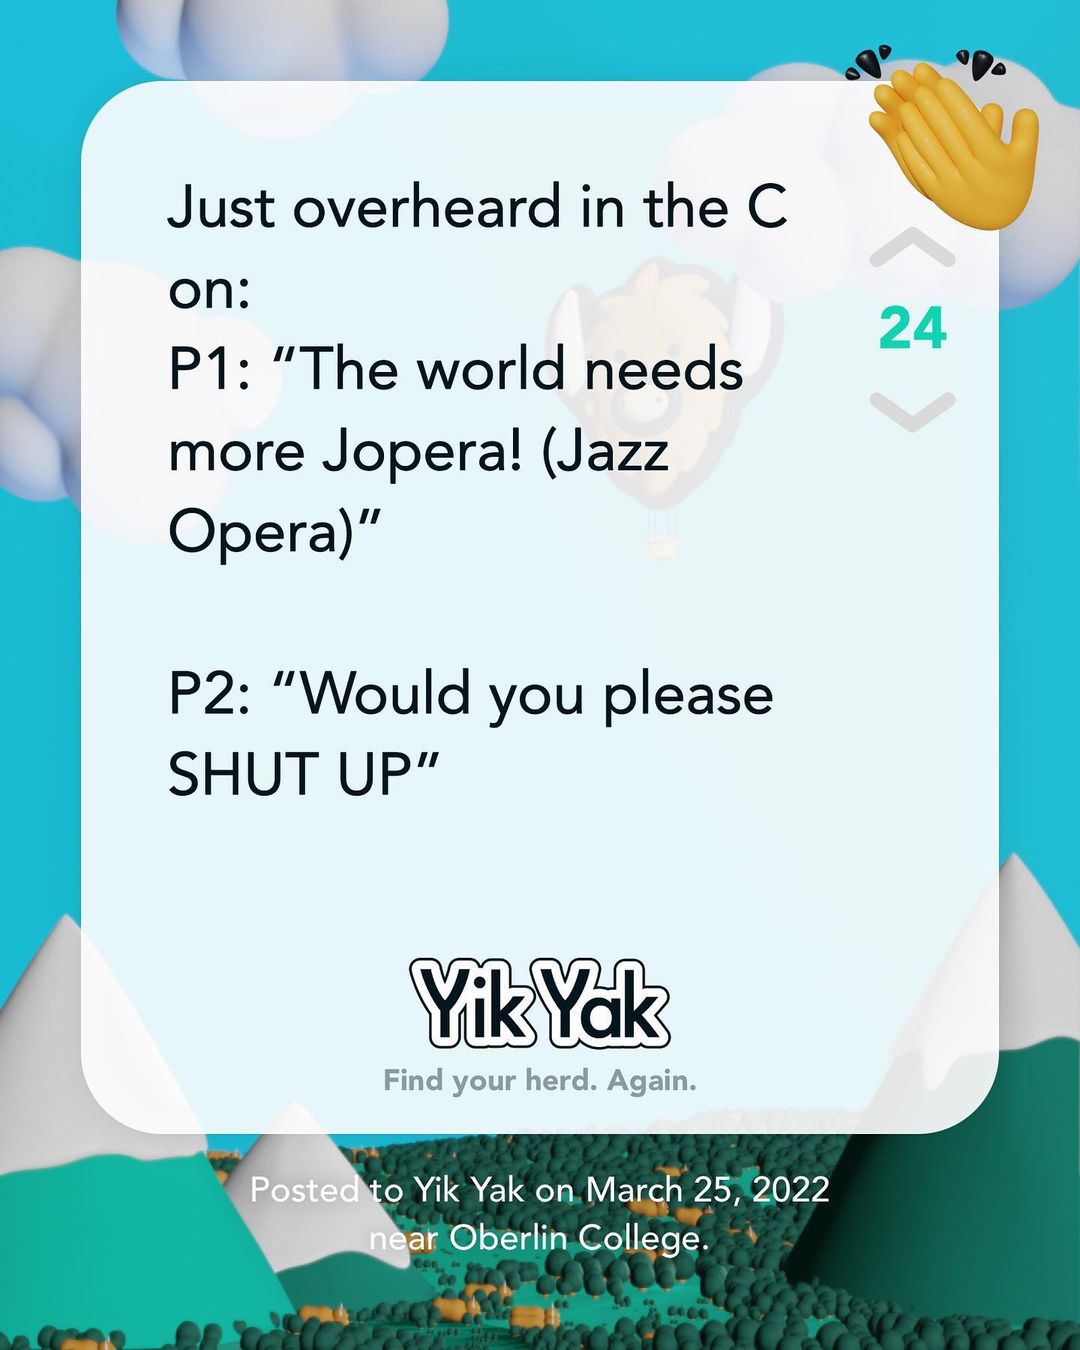 Just overheard in the C
on:
P1: “The world needs
more Jopera! (Jazz
Opera)”
P2: “Would you please
SHUT UP”
24
Yik Yak
Find your herd. Again.
Posted to Yik Yak on March 25, 2022
near Oberlin College.